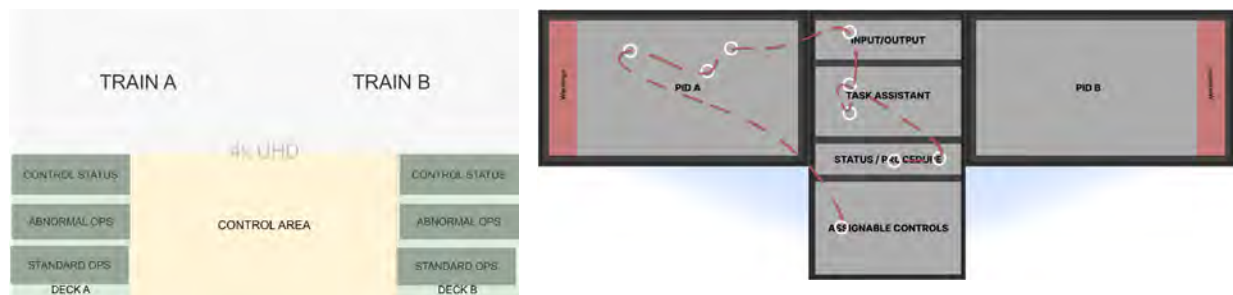 TRAIN A
TRAIN B
4k UHD
CONTROL STATUS
CONTROL STATUS
ABNORMAL OPS
CONTROL AREA
ABNORMAL OPS
STANDARD OPS
STANDARD OPS
DECK A
DECK B
INPUT/OUTPUT
Warnings
PID A
TASK ASSISTANT
PID B
STATUS / PROCEDURE
ASSIGNABLE CONTROLS